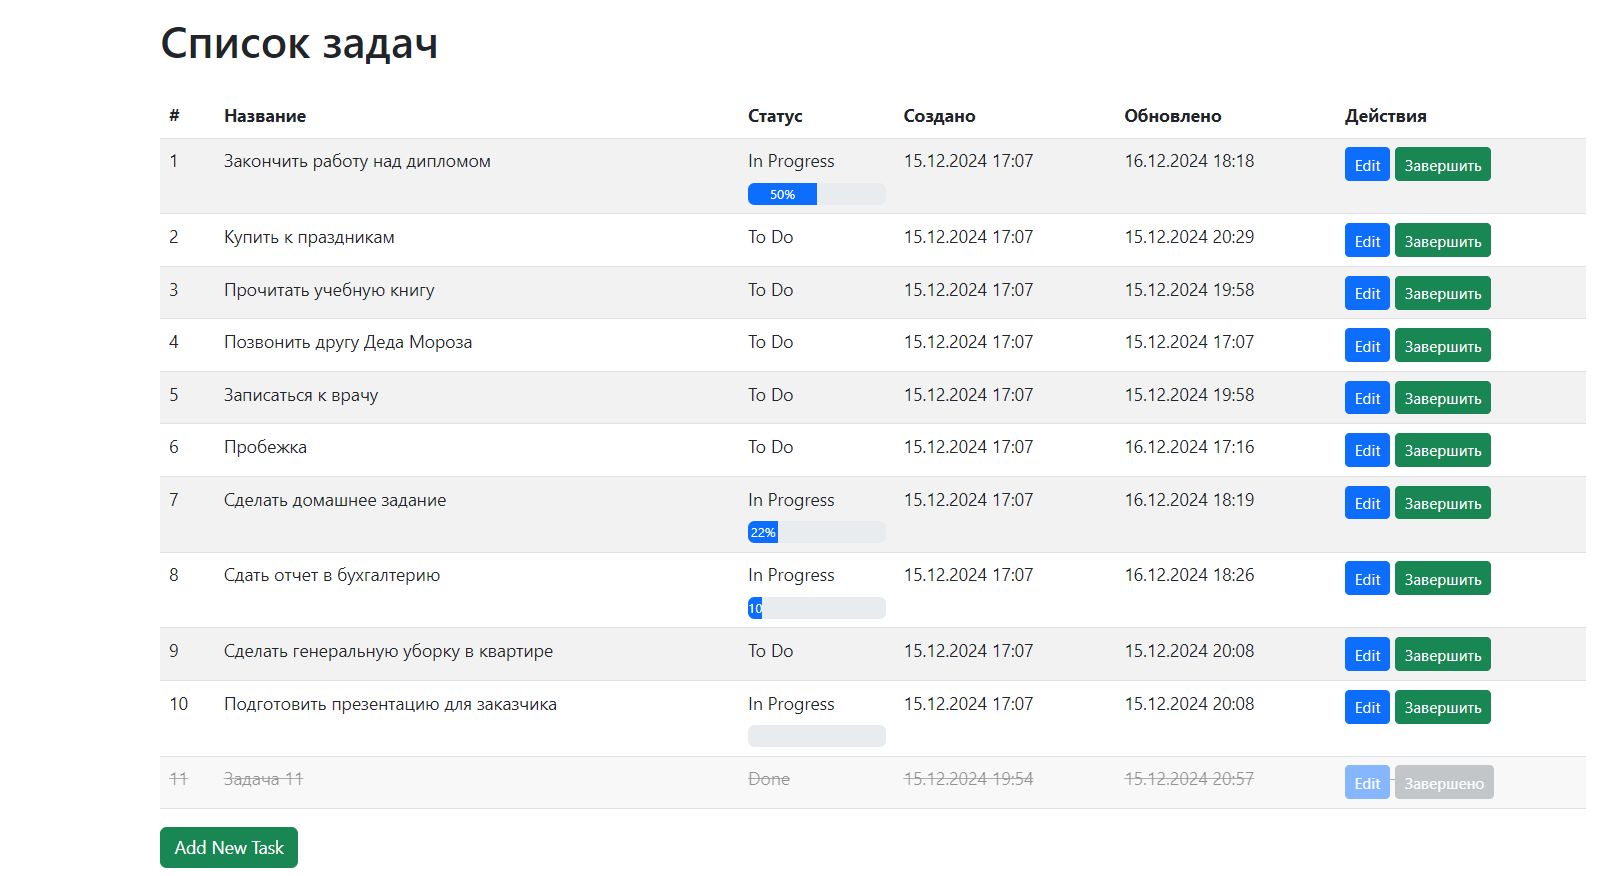 Список задач
# Название Статус Создано Обновлено Действия
1 Закончить работу над дипломом In Progress 15.12.2024 17:07 16.12.2024 18:18 Edit Завершить
50%
2 Купить к праздникам To Do 15.12.2024 17:07 15.12.2024 20:29 Edit Завершить
3 Прочитать учебную книгу To Do 15.12.2024 17:07 15.12.2024 19:58 Edit Завершить
4 Позвонить другу Деда Мороза To Do 15.12.2024 17:07 15.12.2024 17:07 Edit Завершить
5 Записаться к врачу To Do 15.12.2024 17:07 15.12.2024 19:58 Edit Завершить
6 Пробежка To Do 15.12.2024 17:07 16.12.2024 17:16 Edit Завершить
7 Сделать домашнее задание In Progress 15.12.2024 17:07 16.12.2024 18:19 Edit Завершить
22%
8 Сдать отчет в бухгалтерию In Progress 15.12.2024 17:07 16.12.2024 18:26 Edit Завершить
10
9 Сделать генеральную уборку в квартире To Do 15.12.2024 17:07 15.12.2024 20:08 Edit Завершить
10 Подготовить презентацию для заказчика In Progress 15.12.2024 17:07 15.12.2024 20:08 Edit Завершить
11 Задача 11 Done 15.12.2024 19:54 15.12.2024 20:57 Edit Завершено
Add New Task